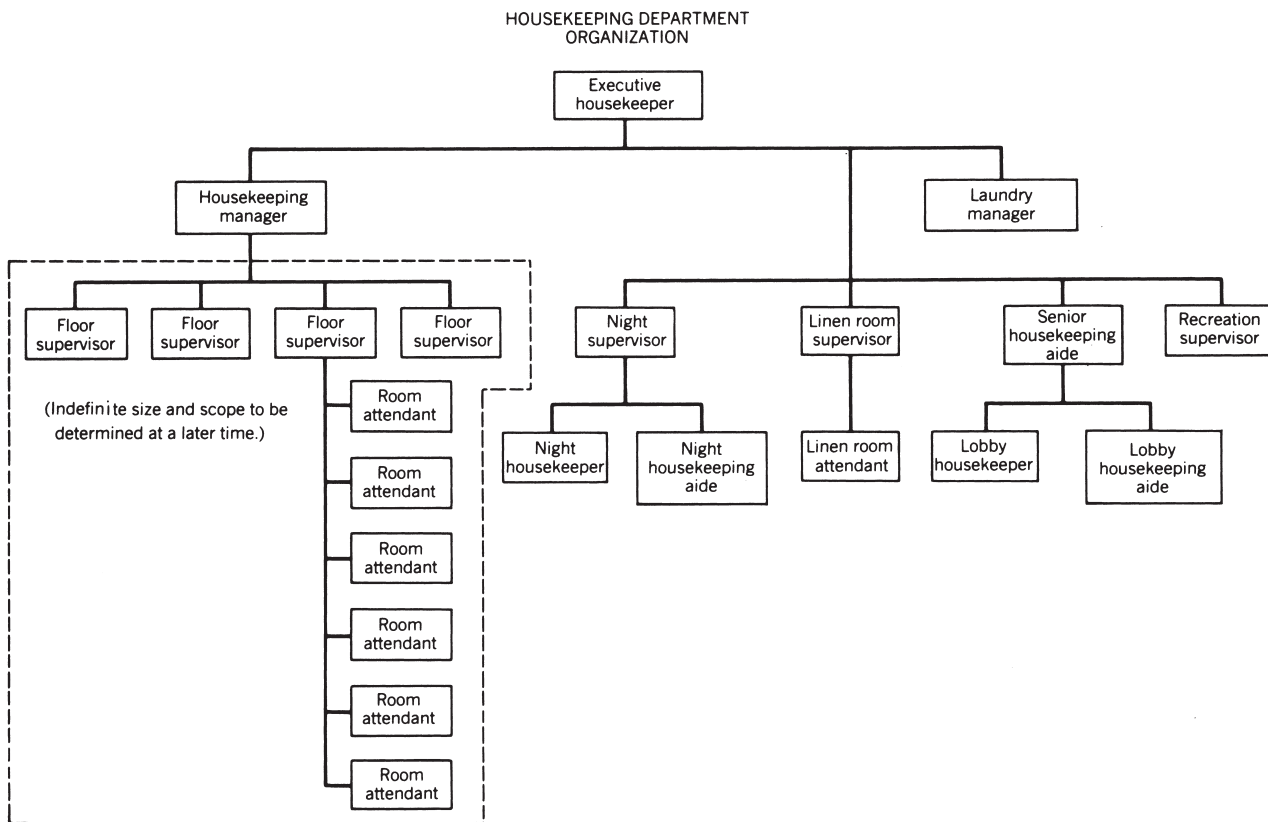 HOUSEKEEPING DEPARTMENT
ORGANIZATION
Executive
housekeeper
Housekeeping
manager
Laundry
manager
Floor
supervisor
Floor
supervisor
Floor
supervisor
Floor
supervisor
Night
supervisor
Linen room
supervisor
Senior
housekeeping
aide
Recreation
supervisor
(Indefinite size and scope to be
determined at a later time.)
Room
attendant
Room
attendant
Room
attendant
Room
attendant
Room
attendant
Room
attendant
Night
housekeeper
Night
housekeeping
aide
Linen room
attendant
Lobby
housekeeper
Lobby
housekeeping
aide